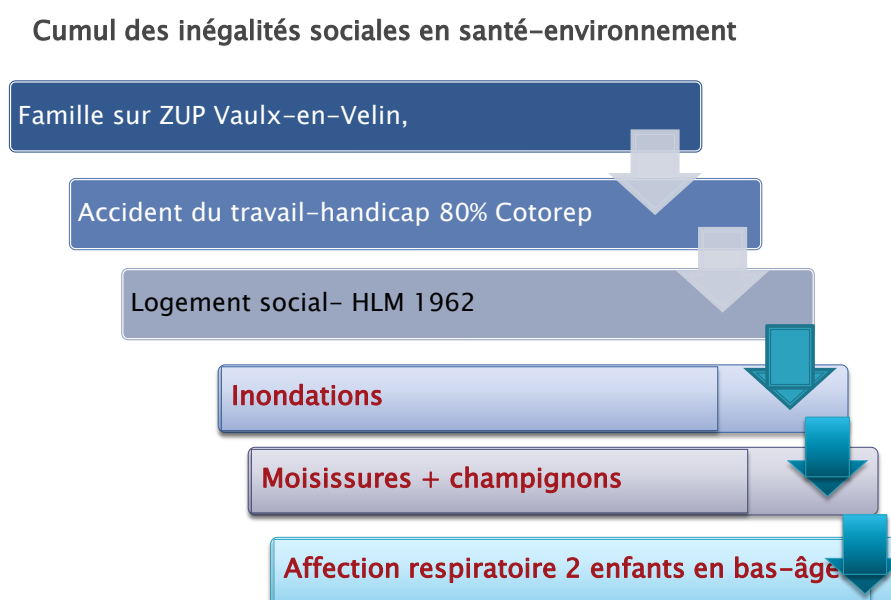 Cumul des inégalités sociales en santé-environnement
Famille sur ZUP Vaulx-en-Velin,
Accident du travail-handicap 80% Cotorep
Logement social- HLM 1962
Inondations
Moisissures + champignons
Affection respiratoire 2 enfants en bas-âge